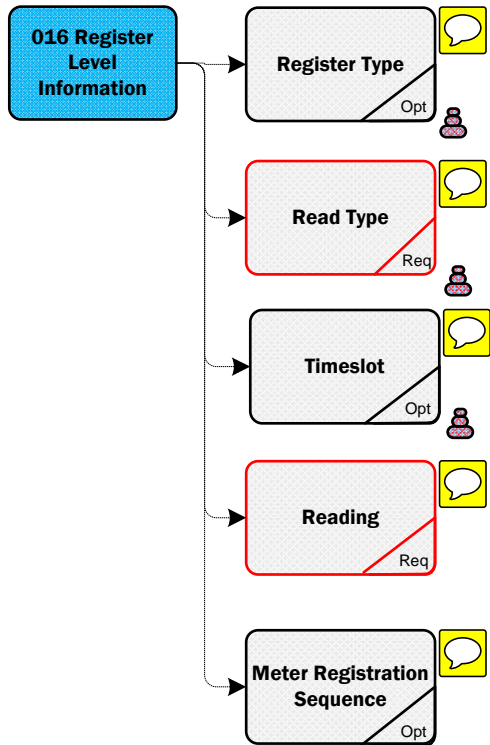 016 Register
Level
Information
Register Type
Opt
Read Type
Req
Timeslot
Opt
Reading
Req
Meter Registration
Sequence
Opt